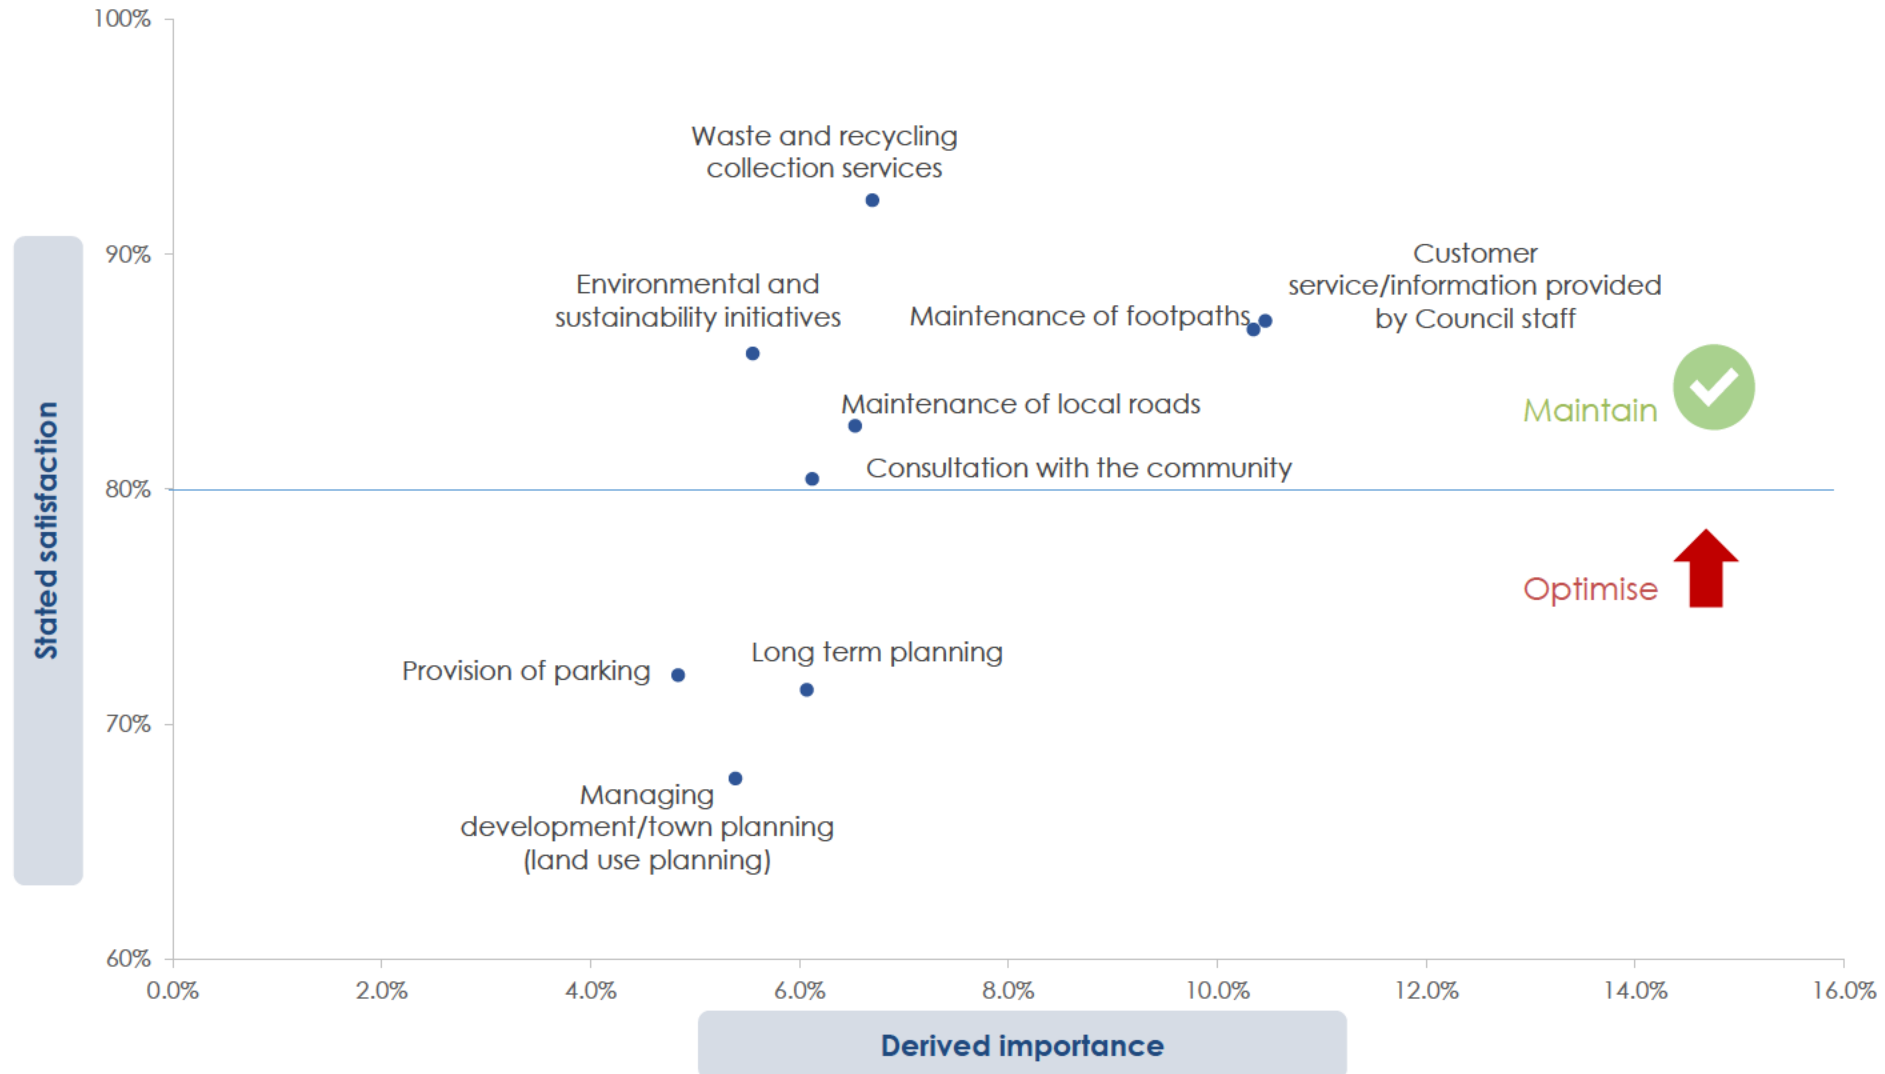 100%
Waste and recycling
collection services
90%
Customer
service/information provided
by Council staff
Environmental and
sustainability initiatives
Maintenance of footpaths
Maintenance of local roads
Maintain
Consultation with the community
80%
Stated satisfaction
Optimise
Long term planning
Provision of parking
70%
Managing
development/town planning
(land use planning)
60%
0.0% 2.0% 4.0% 6.0% 8.0% 10.0% 12.0% 14.0% 16.0%
Derived importance